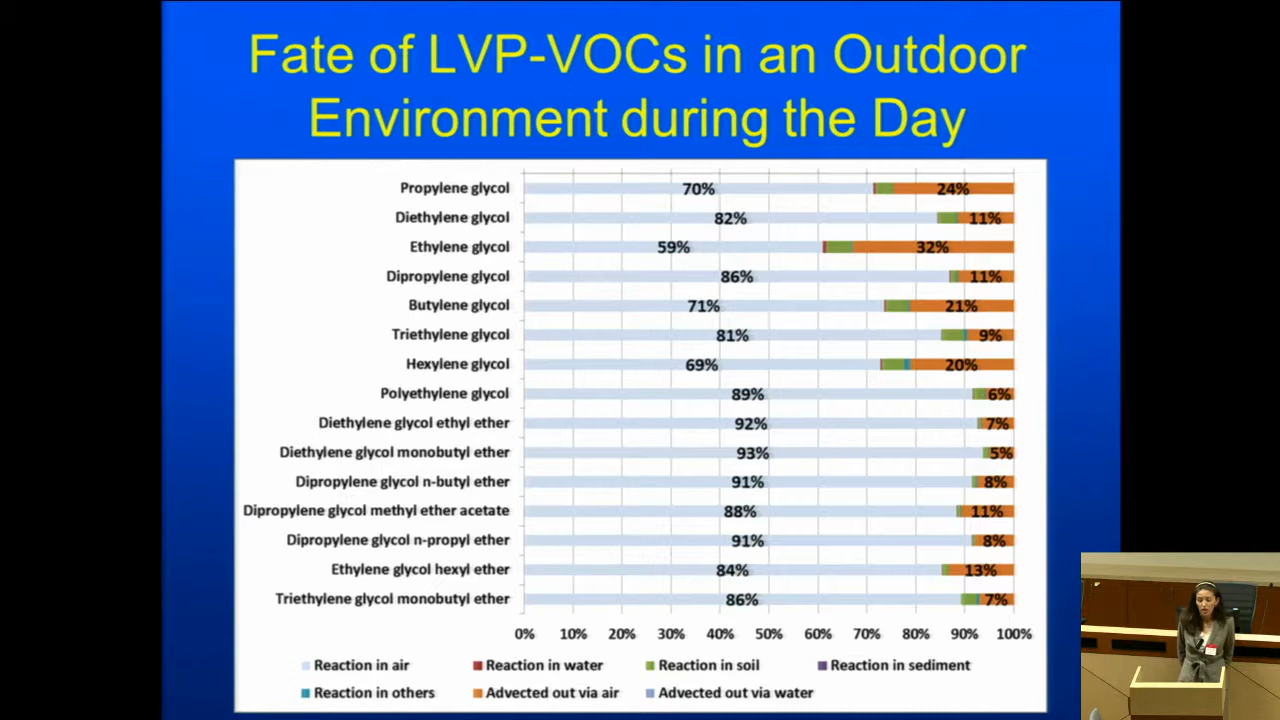 Fate of LVP-VOCs in an Outdoor
Environment during the Day
Propylene glycol 70% 24%
Diethylene glycol 82% 11%
Ethylene glycol 59% 32%
Dipropylene glycol 86% 11%
Butylene glycol 71% 21%
Triethylene glycol 81% 9%
Hexylene glycol 69% 20%
Polyethylene glycol 89% 6%
Diethylene glycol ethyl ether 92% 7%
Diethylene glycol monobutyl ether 93% 5%
Dipropylene glycol n-butyl ether 91% 8%
Dipropylene glycol methyl ether acetate 88% 11%
Dipropylene glycol n-propyl ether 91% 8%
Ethylene glycol hexyl ether 84% 13%
Triethylene glycol monobutyl ether 86% 7%
0% 10% 20% 30% 40% 50% 60% 70% 80% 90% 100%
Reaction in air Reaction in water Reaction in soil Reaction in sediment
Reaction in others Advected out via air Advected out via water